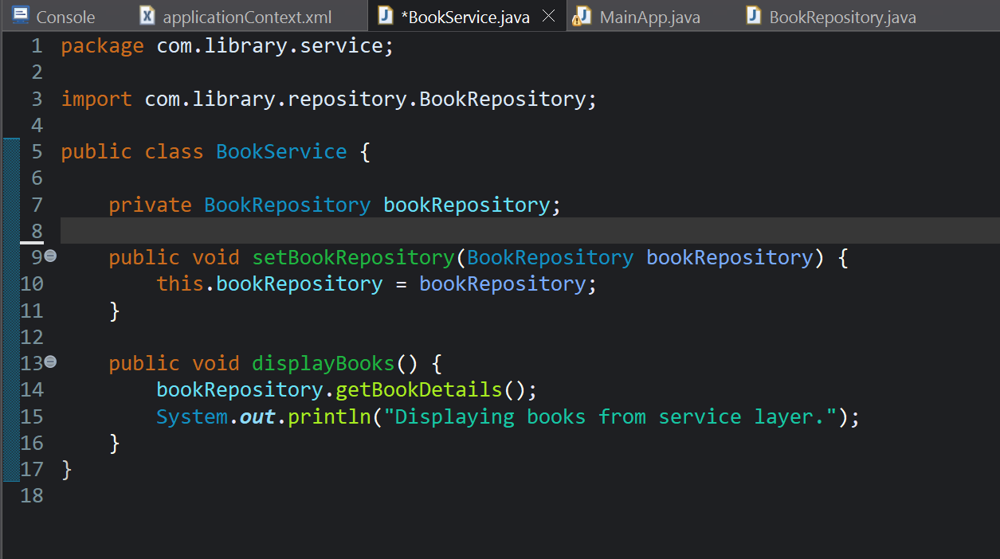 Console applicationContext.xml *BookService.java MainApp.java BookRepository.java
1 package com.library.service;
2
3 import com.library.repository.BookRepository;
4
5 public class BookService {
6
7     private BookRepository bookRepository;
8
9     public void setBookRepository(BookRepository bookRepository) {
10         this.bookRepository = bookRepository;
11     }
12
13     public void displayBooks() {
14         bookRepository.getBookDetails();
15         System.out.println("Displaying books from service layer.");
16     }
17 }
18